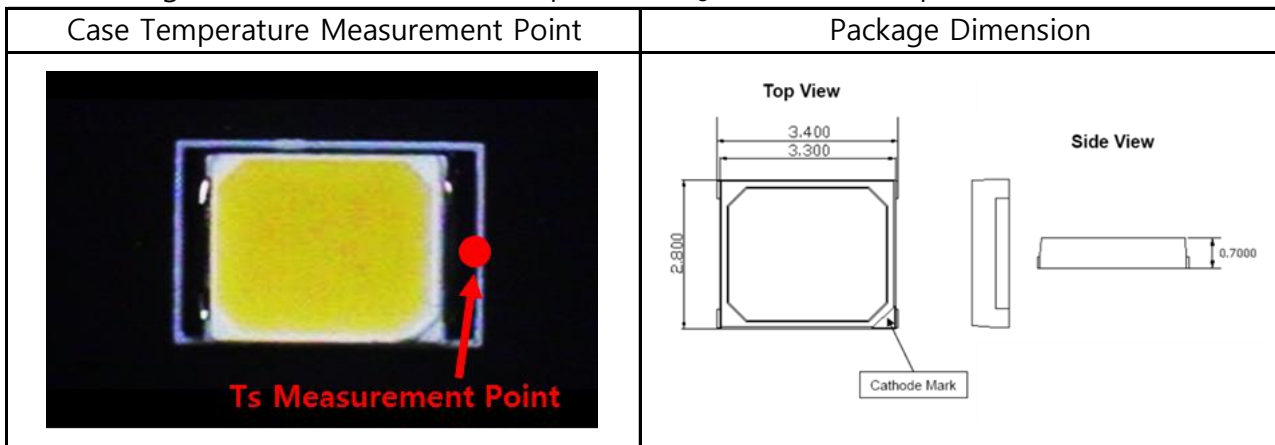 Case Temperature Measurement Point
Package Dimension
Ts Measurement Point
Top View
3.400
3.300
2.800
Cathode Mark
Side View
0.7000